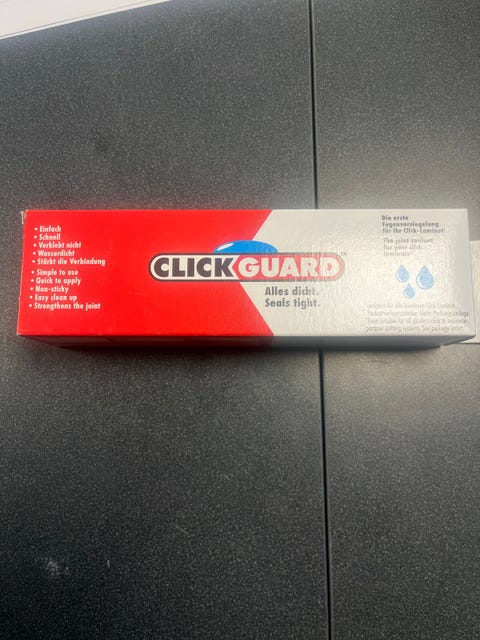 • Einfach
• Schnell
• Verklebt nicht
• Wasserdicht
• Stärkt die Verbindung
• Simple to use
• Quick to apply
• Non-sticky
• Easy clean up
• Strengthens the joint
CLICKGUARD™
Alles dicht.
Seals tight.
Die erste
Fugenversiegelung
für Ihr Click-Laminat*
The joint sealant
for your click
laminate*